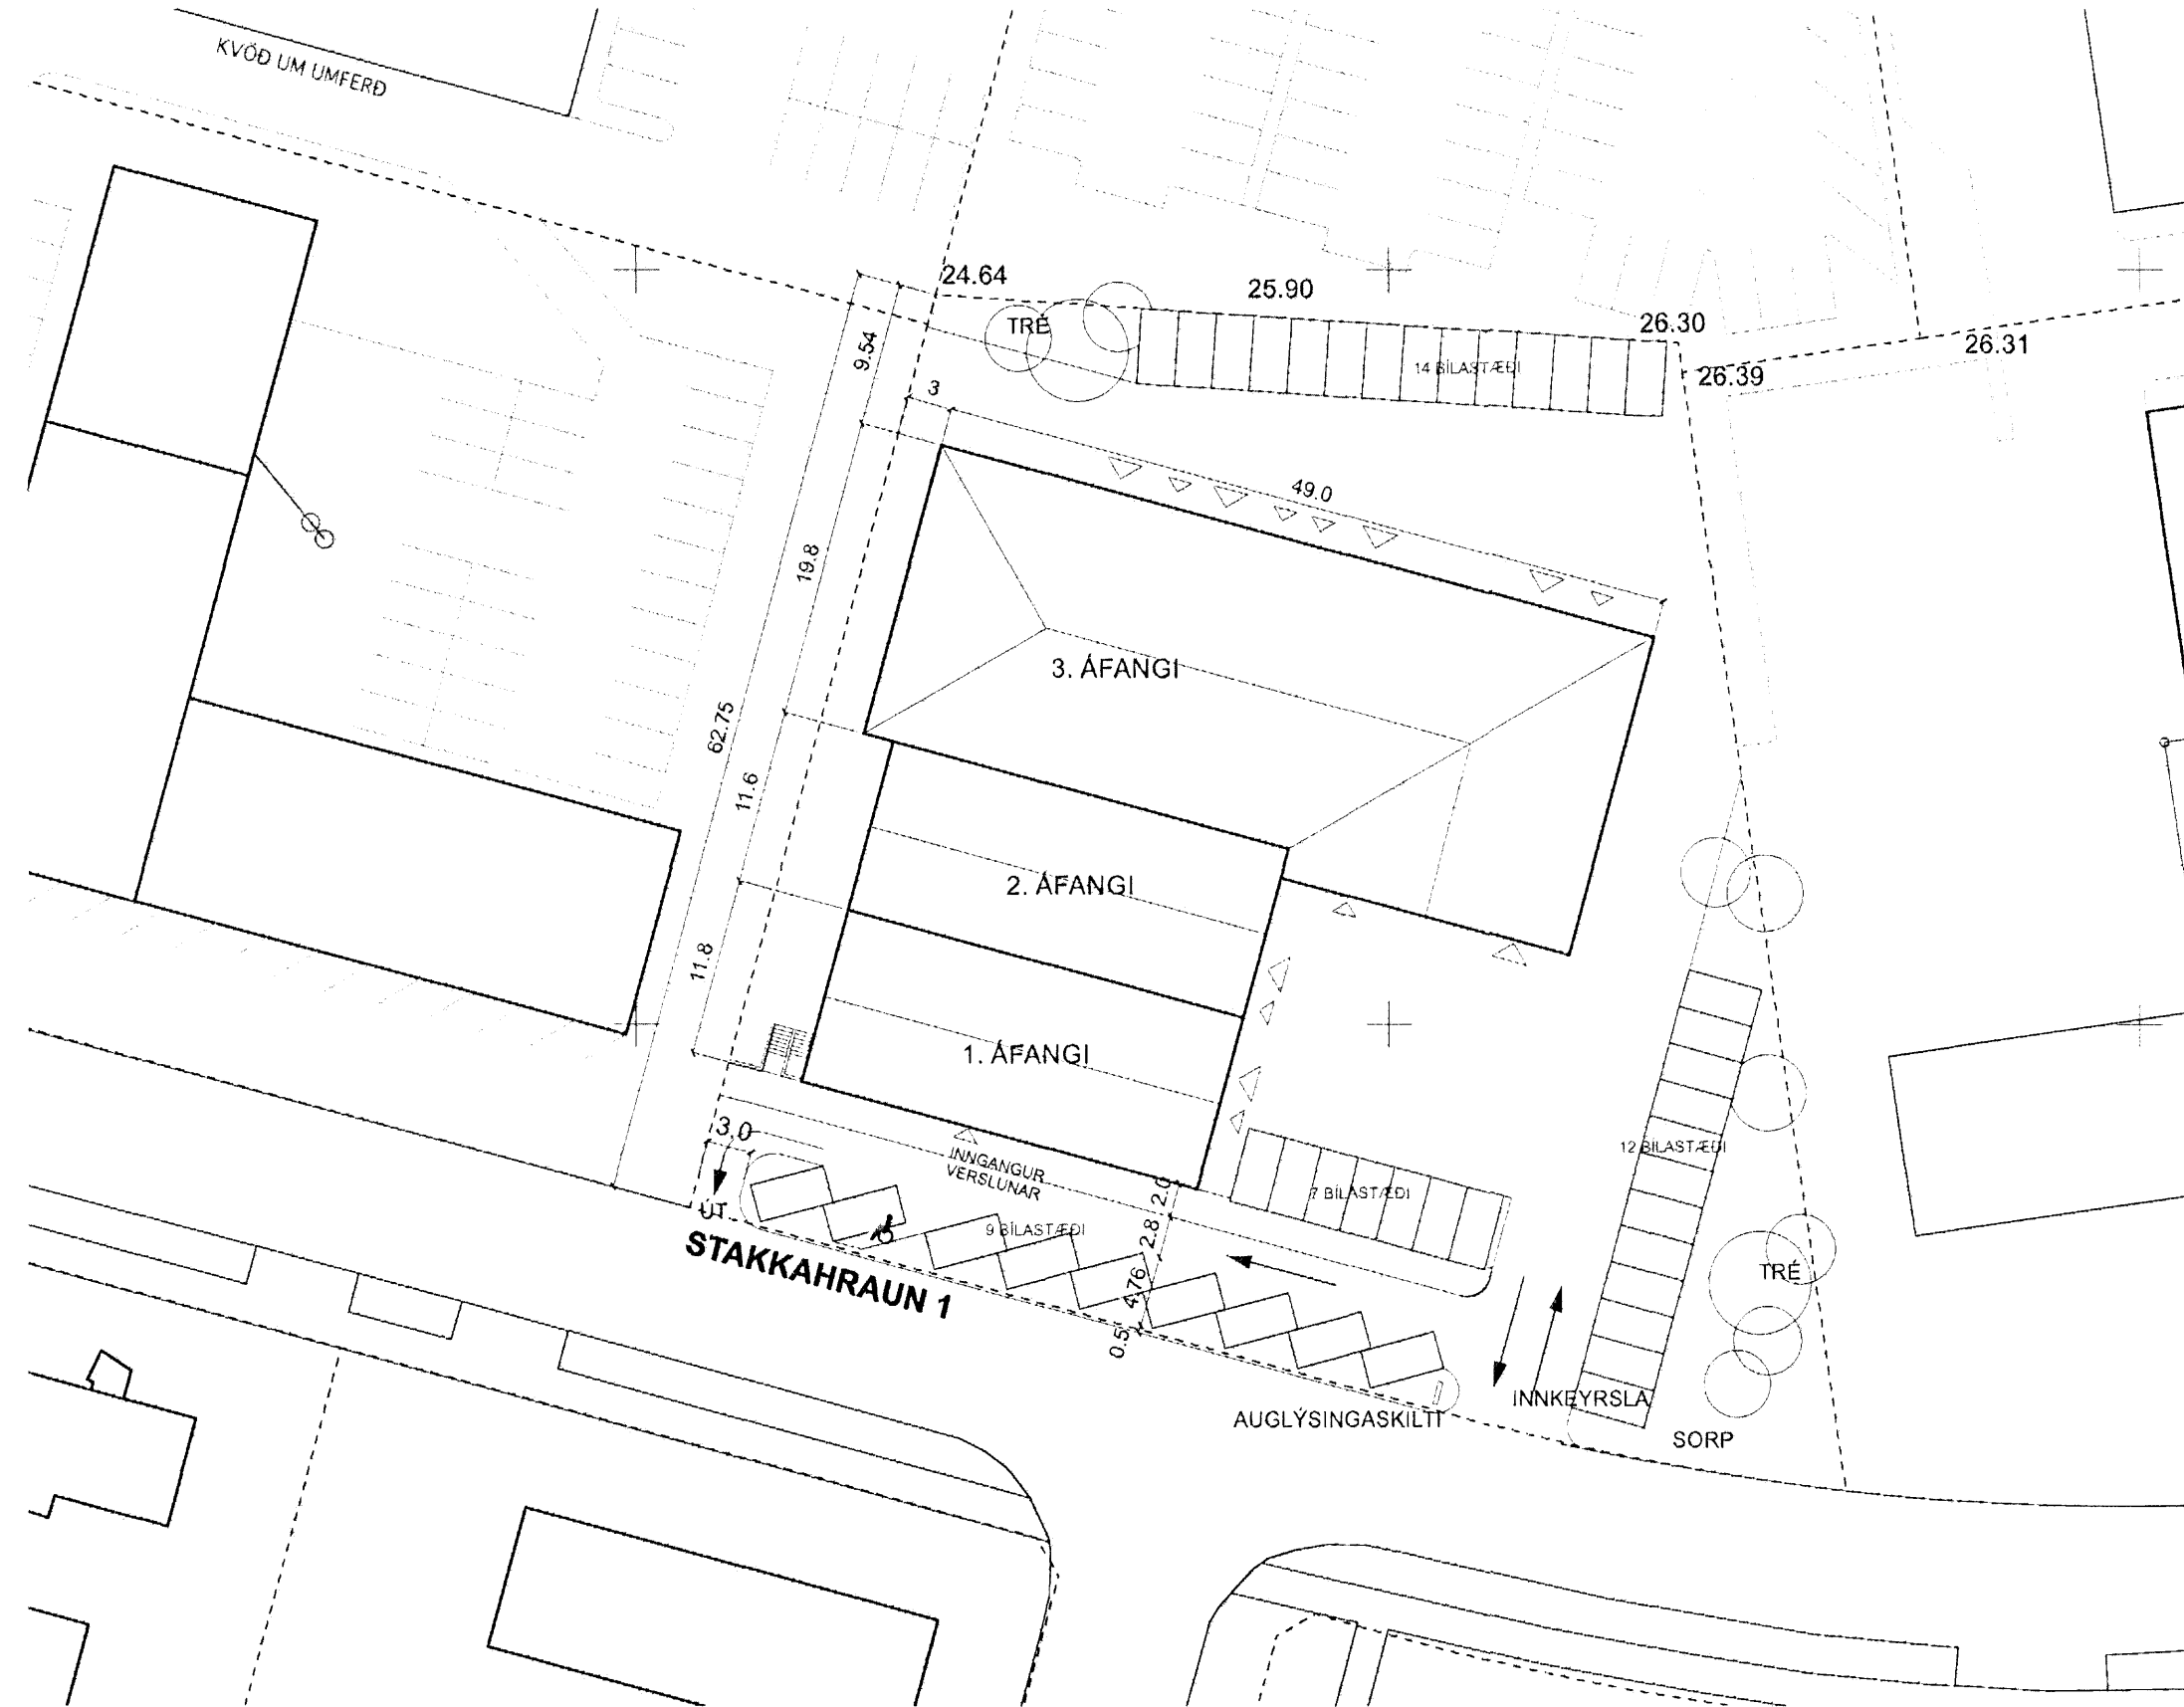 KVÖÐ UM UMFERÐ
24.64
25.90
26.30
26.31
26.39
TRÉ
14 BÍLASTÆÐI
9.54
3
49.0
19.8
3. ÁFANGI
62.75
11.6
2. ÁFANGI
11.8
1. ÁFANGI
3.0
INNGANGUR
VERSLUNAR
12 BÍLASTÆÐI
7 BÍLASTÆÐI
2.0
ÚT
9 BÍLASTÆÐI
2.8
STAKKAHRAUN 1
4.76
0.5
TRÉ
INNKEYRSLA
AUGLÝSINGASKILTI
SORP